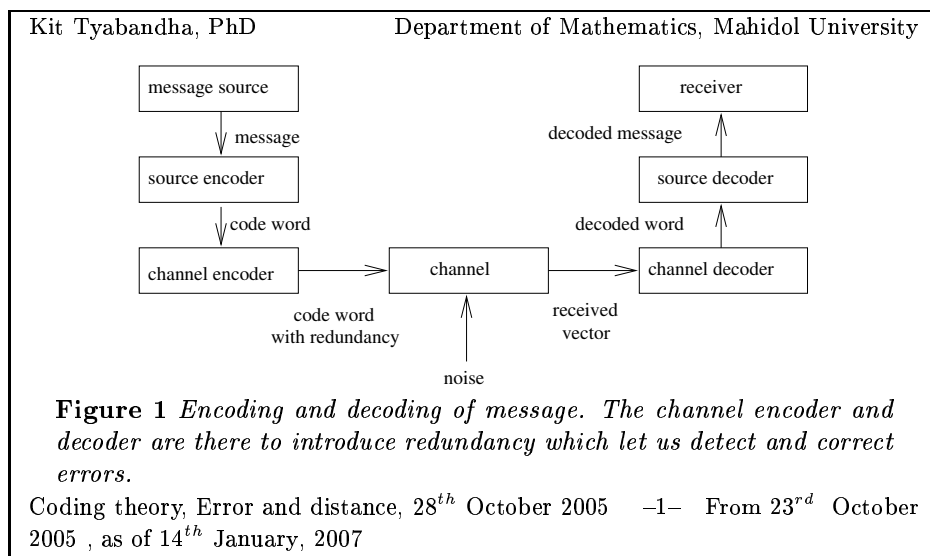 Kit Tyabandha, PhD Department of Mathematics, Mahidol University
message source
receiver
message
decoded message
source encoder
source decoder
code word
decoded word
channel encoder
channel
channel decoder
code word
with redundancy
received
vector
noise
Figure 1 Encoding and decoding of message. The channel encoder and
decoder are there to introduce redundancy which let us detect and correct
errors.
Coding theory, Error and distance, 28th October 2005 –1– From 23rd October
2005 , as of 14th January, 2007